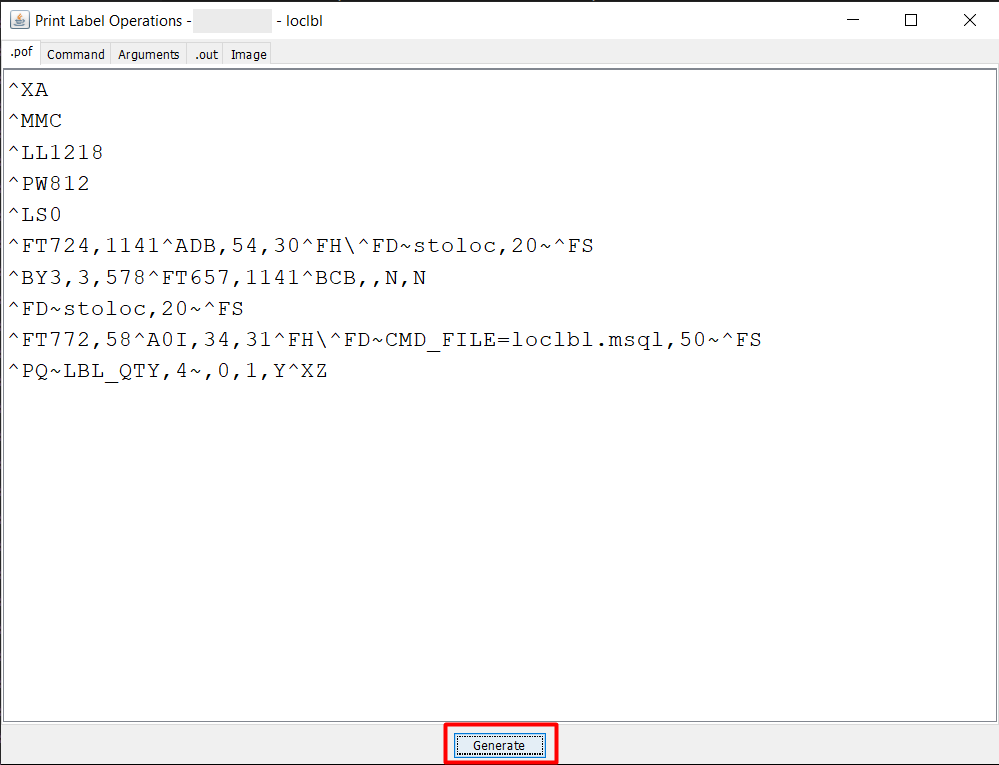 Print Label Operations - - loclbl
.pof Command Arguments .out Image
^XA
^MMC
^LL1218
^PW812
^LS0
^FT724,1141^ADB,54,30^FH\^FD~stoloc,20~^FS
^BY3,3,578^FT657,1141^BCB,,N,N
^FD~stoloc,20~^FS
^FT772,58^A0I,34,31^FH\^FD~CMD_FILE=loclbl.msql,50~^FS
^PQ~LBL_QTY,4~,0,1,Y^XZ
Generate